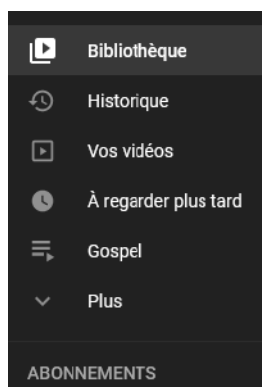 Bibliothèque
Historique
Vos vidéos
À regarder plus tard
Gospel
Plus
ABONNEMENTS